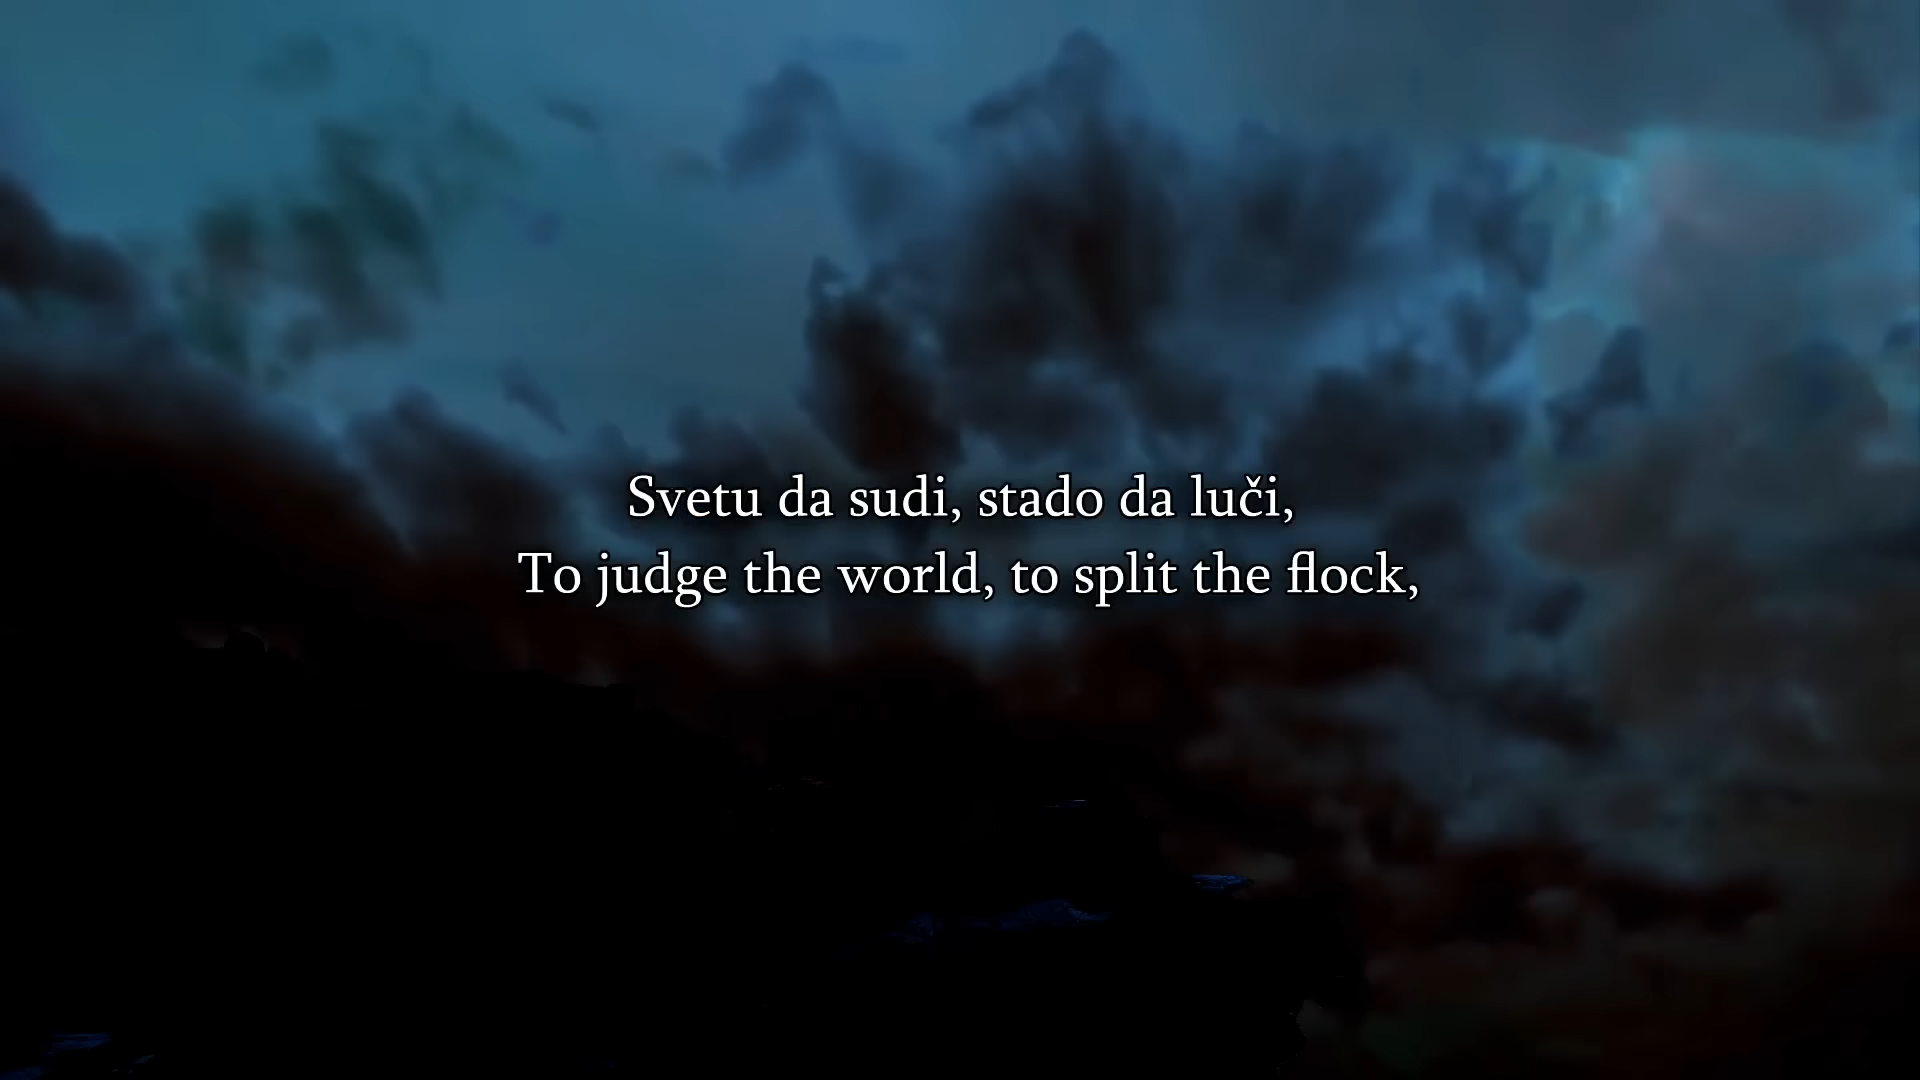 Svetu da sudi, stado da luči,
To judge the world, to split the flock,